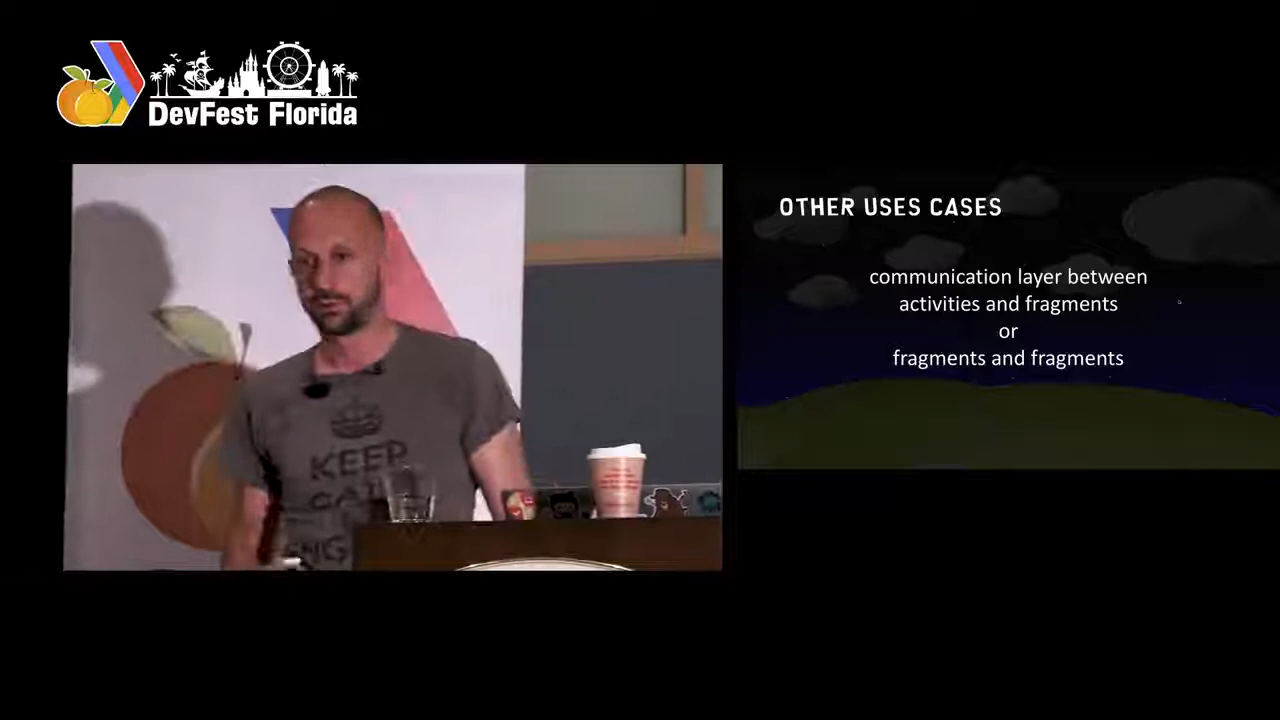 DevFest Florida
OTHER USES CASES
communication layer between
activities and fragments
or
fragments and fragments
KEEP